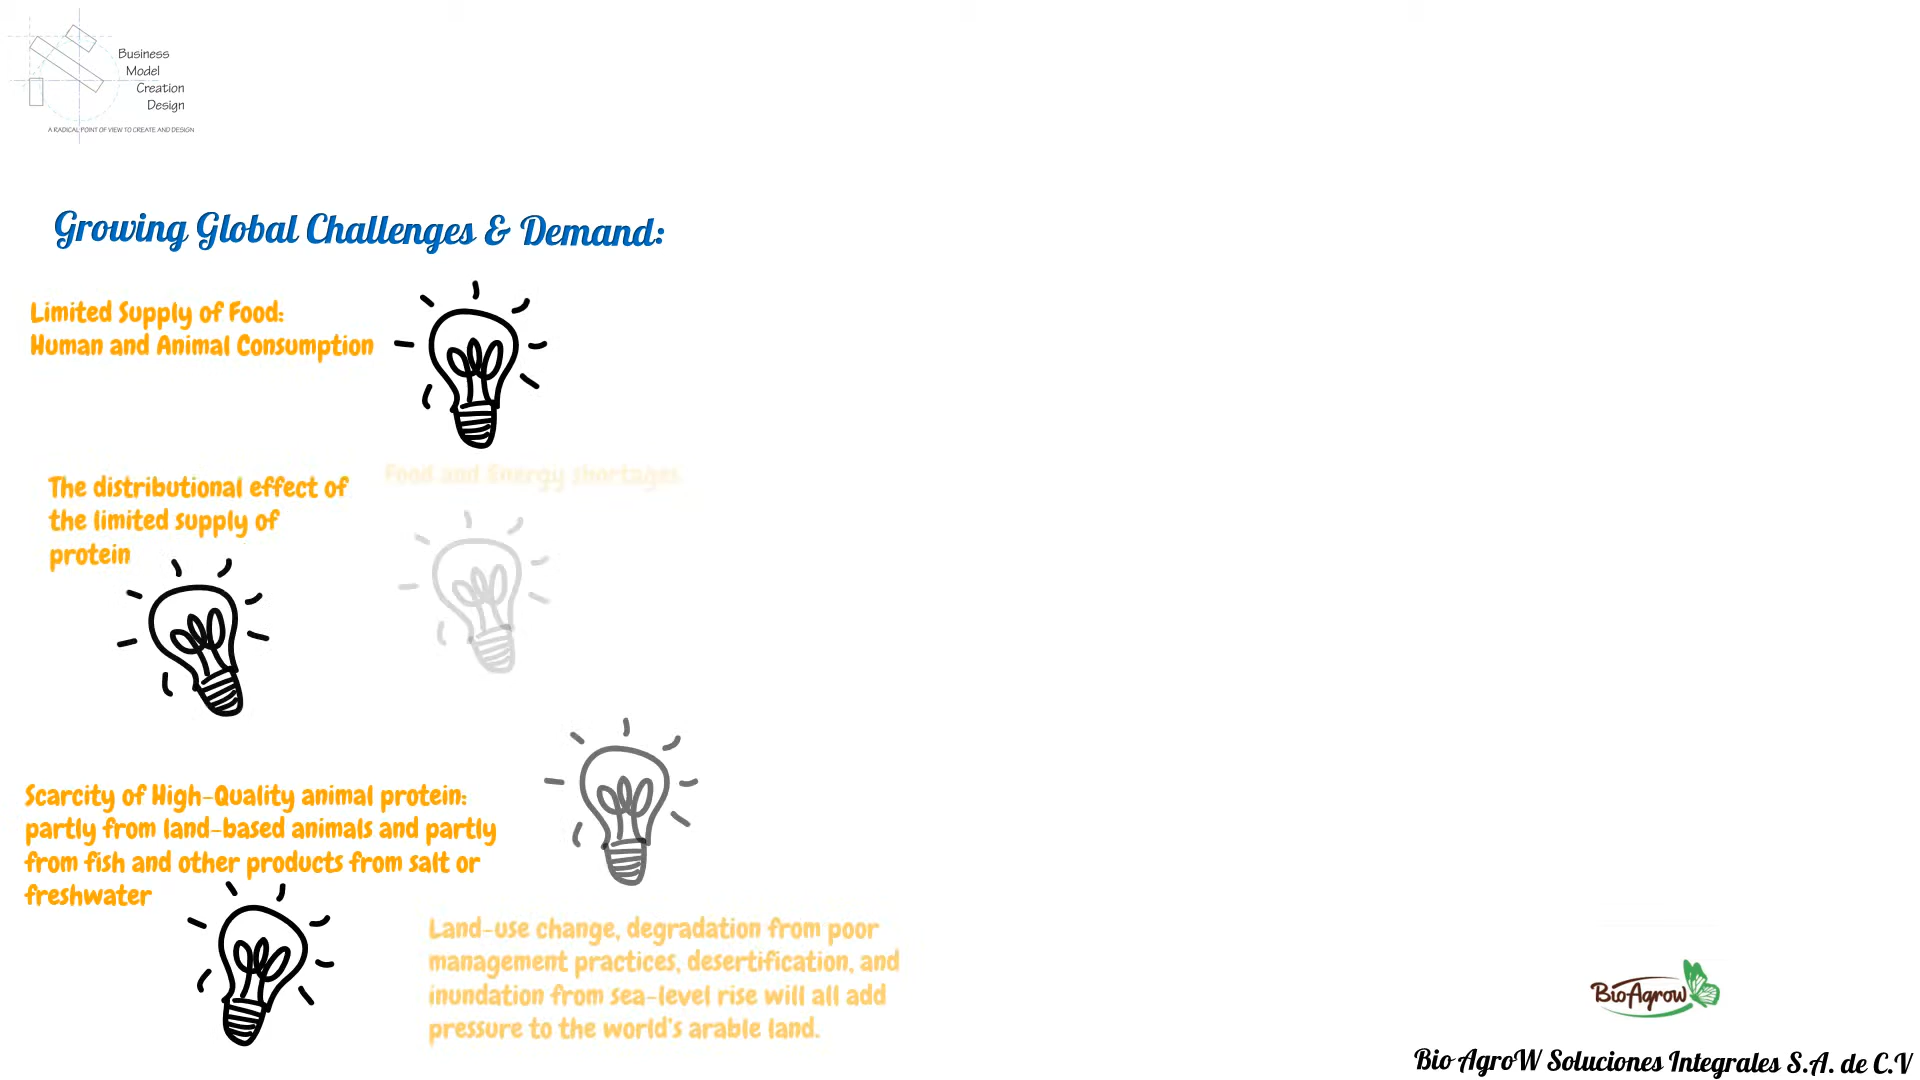 Business
Model
Creation
Design
A RADICAL POINT OF VIEW TO CREATE AND DESIGN
Growing Global Challenges & Demand:
Limited Supply of Food:
Human and Animal Consumption
The distributional effect of
the limited supply of
protein
Food and Energy shortages
Scarcity of High-Quality animal protein:
partly from land-based animals and partly
from fish and other products from salt or
freshwater
Land-use change, degradation from poor
management practices, desertification, and
inundation from sea-level rise will all add
pressure to the world's arable land.
BioAgrow
Bio AgroW Soluciones Integrales S.A. de C.V